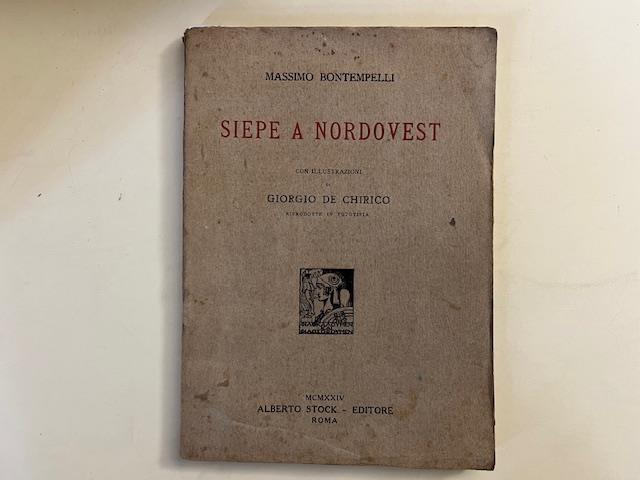 MASSIMO BONTEMPELLI
SIEPE A NORDOVEST
CON ILLUSTRAZIONI
DI
GIORGIO DE CHIRICO
RIPRODOTTE IN FOTOTIPIA
MCMXXIV
ALBERTO STOCK - EDITORE
ROMA